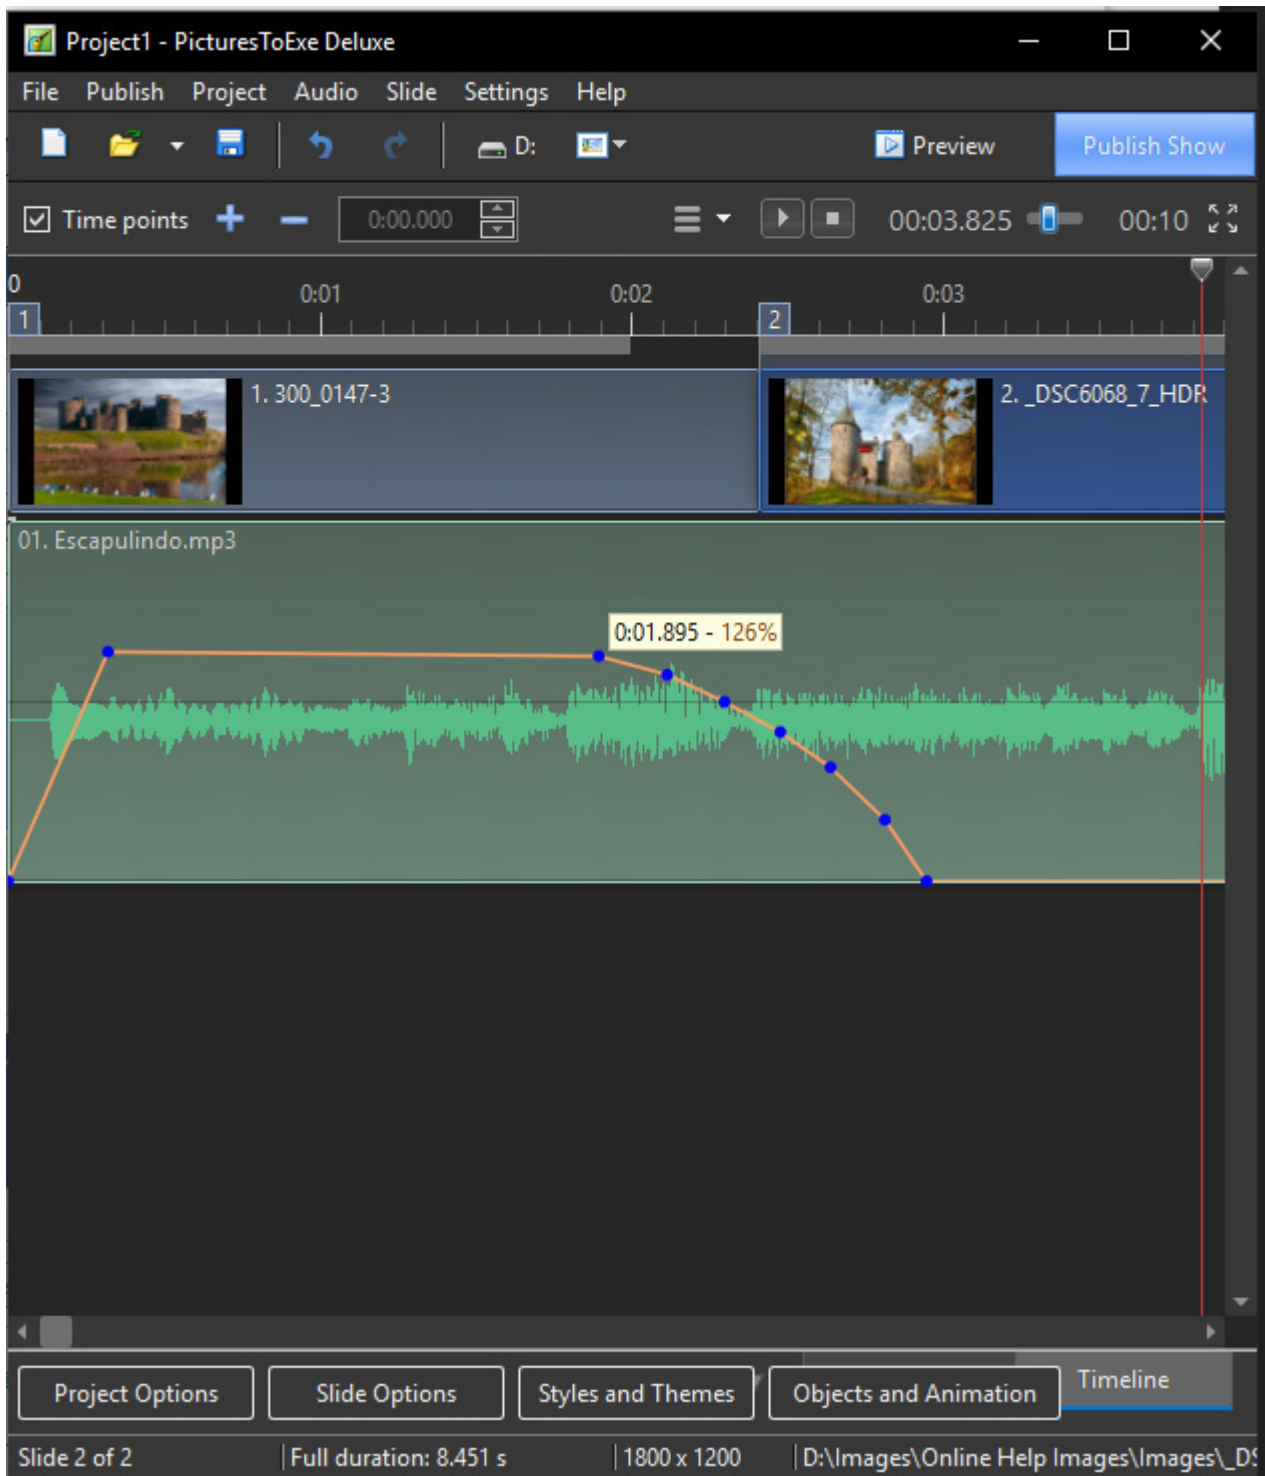 Project1 - PicturesToExe Deluxe
File Publish Project Audio Slide Settings Help
D: Preview Publish Show
Time points 0:00.000 00:03.825 00:10
0 0:01 0:02 0:03
1 2
1. 300_0147-3 2. _DSC6068_7_HDR
01. Escapulindo.mp3
0:01.895 - 126%
Project Options Slide Options Styles and Themes Objects and Animation Timeline
Slide 2 of 2 Full duration: 8.451 s 1800 x 1200 D:\Images\Online Help Images\Images\_DS